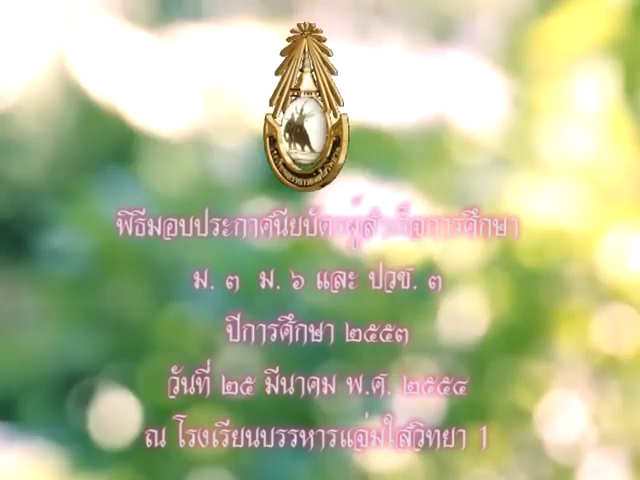 พิธีมอบประกาศนียบัตรผู้สำเร็จการศึกษา
ม. ๓ ม. ๖ และ ปวช. ๓
ปีการศึกษา ๒๕๕๓
วันที่ ๒๕ มีนาคม พ.ศ. ๒๕๕๔
ณ โรงเรียนบรรหารแจ่มใสวิทยา 1